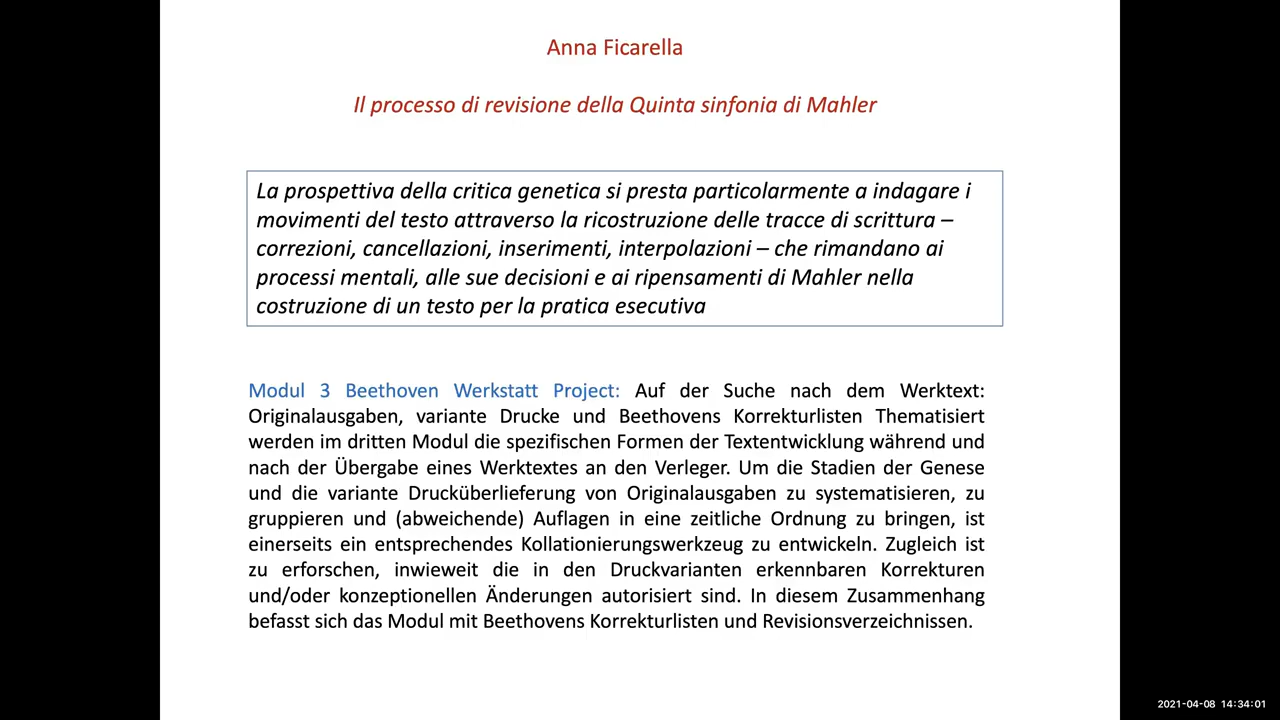 Anna Ficarella
Il processo di revisione della Quinta sinfonia di Mahler
La prospettiva della critica genetica si presta particolarmente a indagare i
movimenti del testo attraverso la ricostruzione delle tracce di scrittura –
correzioni, cancellazioni, inserimenti, interpolazioni – che rimandano ai
processi mentali, alle sue decisioni e ai ripensamenti di Mahler nella
costruzione di un testo per la pratica esecutiva
Modul 3 Beethoven Werkstatt Project: Auf der Suche nach dem Werktext:
Originalausgaben, variante Drucke und Beethovens Korrekturlisten Thematisiert
werden im dritten Modul die spezifischen Formen der Textentwicklung während und
nach der Übergabe eines Werktextes an den Verleger. Um die Stadien der Genese
und die variante Drucküberlieferung von Originalausgaben zu systematisieren, zu
gruppieren und (abweichende) Auflagen in eine zeitliche Ordnung zu bringen, ist
einerseits ein entsprechendes Kollationierungswerkzeug zu entwickeln. Zugleich ist
zu erforschen, inwieweit die in den Druckvarianten erkennbaren Korrekturen
und/oder konzeptionellen Änderungen autorisiert sind. In diesem Zusammenhang
befasst sich das Modul mit Beethovens Korrekturlisten und Revisionsverzeichnissen.
2021-04-08 14:34:01